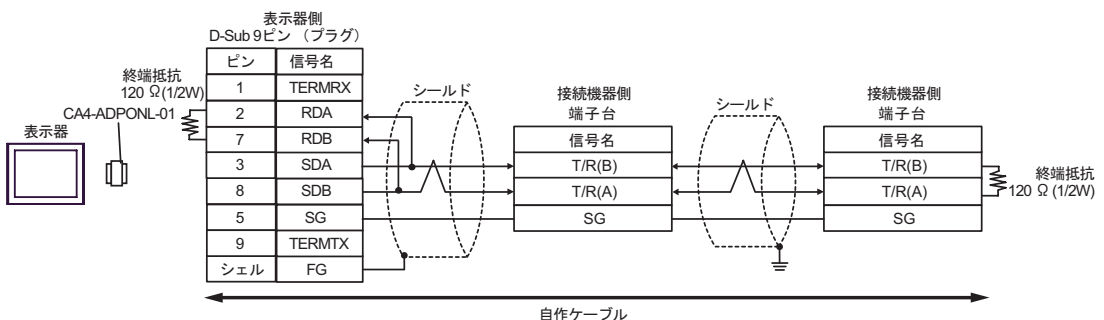 表示器側
D-Sub 9ピン (プラグ)
ピン 信号名
1 TERMRX
2 RDA
7 RDB
3 SDA
8 SDB
5 SG
9 TERMTX
シェル FG
終端抵抗
120 Ω(1/2W)
CA4-ADPONL-01
表示器
シールド
接続機器側
端子台
信号名
T/R(B)
T/R(A)
SG
シールド
接続機器側
端子台
信号名
T/R(B)
T/R(A)
SG
終端抵抗
120 Ω (1/2W)
自作ケーブル